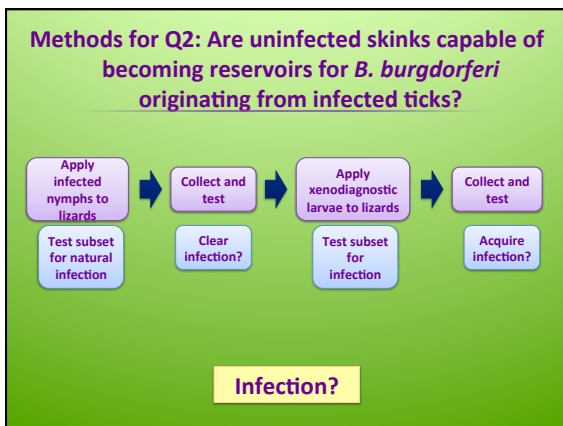 Methods for Q2: Are uninfected skinks capable of
becoming reservoirs for B. burgdorferi
originating from infected ticks?
Apply
infected
nymphs to
lizards
Collect and
test
Apply
xenodiagnostic
larvae to lizards
Collect and
test
Test subset
for natural
infection
Clear
infection?
Test subset
for
infection
Acquire
infection?
Infection?